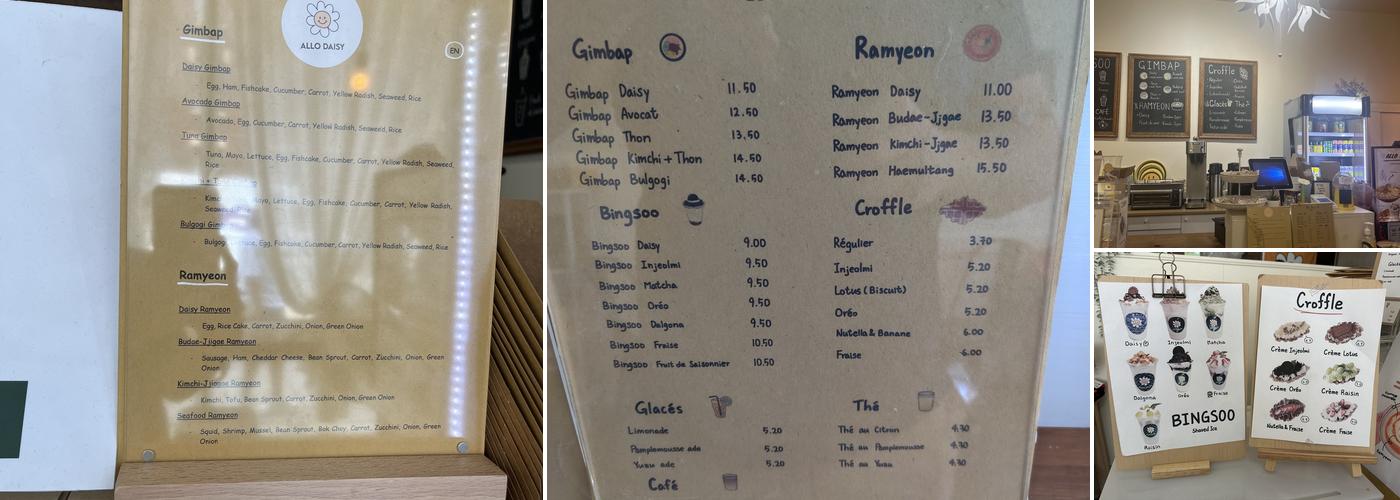 ALLO DAISY
EN
Gimbap
Daisy Gimbap
Egg, Ham, Fishcake, Cucumber, Carrot, Yellow Radish, Seaweed, Rice
Avocado Gimbap
Avocado, Egg, Cucumber, Carrot, Yellow Radish, Seaweed, Rice
Tuna Gimbap
Tuna, Mayo, Lettuce, Egg, Fishcake, Cucumber, Carrot, Yellow Radish, Seaweed,
Rice
Mayo, Lettuce, Egg, Fishcake, Cucumber, Carrot, Yellow Radish,
Seaweed, Rice
Bulgogi
Lettuce, Egg, Fishcake, Cucumber, Carrot, Yellow Radish, Seaweed, Rice
Ramyeon
Daisy Ramyeon
Egg, Rice Cake, Carrot, Zucchini, Onion, Green Onion
Budae-Jjigae Ramyeon
Sausage, Ham, Cheddar Cheese, Bean Sprout, Carrot, Zucchini, Onion, Green
Onion
Kimchi-Jjigae Ramyeon
Kimchi, Tofu, Bean Sprout, Carrot, Zucchini, Onion, Green Onion
Seafood Ramyeon
Squid, Shrimp, Mussel, Bean Sprout, Bok Choy, Carrot, Zucchini, Onion, Green
Onion
Gimbap
Gimbap Daisy 11.50
Gimbap Avocat 12.50
Gimbap Thon 13.50
Gimbap Kimchi+Thon 14.50
Gimbap Bulgogi 14.50
Ramyeon
Ramyeon Daisy 11.00
Ramyeon Budae-Jjgae 13.50
Ramyeon Kimchi-Jjgae 13.50
Ramyeon Haemultang 15.50
Bingsoo
Bingsoo Daisy 9.00
Bingsoo Injeolmi 9.50
Bingsoo Matcha 9.50
Bingsoo Oréo 9.50
Bingsoo Dalgona 9.50
Bingsoo Fraise 10.50
Bingsoo Fruit de Saisonnier 10.50
Croffle
Régulier 3.70
Injeolmi 5.20
Lotus (Biscuit) 5.20
Oréo 5.20
Nutella & Banane 6.00
Fraise 6.00
Glacés
Limonade 5.20
Pamplemousse ade 5.20
Yuzu ade 5.20
Café
Thé
Thé au Citron 4.70
Thé au Pamplemousse 4.70
Thé au Yuzu 4.70
SOO
CAFÉ
GIMBAP
RAMYEON
Croffle
Glacés
Thé
Daisy
Injeolmi
Matcha
Dalgona
Oréo
Fraise
Raisin
BINGSOO
Shaved Ice
Croffle
Crème Injeolmi
Crème Lotus
Crème Oréo
Crème Raisin
Nutella & Fraise
Crème Fraise